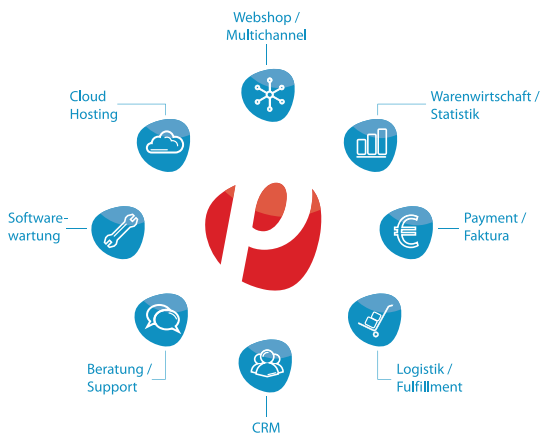 Webshop /
Multichannel
Cloud
Hosting
Warenwirtschaft /
Statistik
Software-
wartung
Payment /
Faktura
Beratung /
Support
Logistik /
Fulfillment
CRM